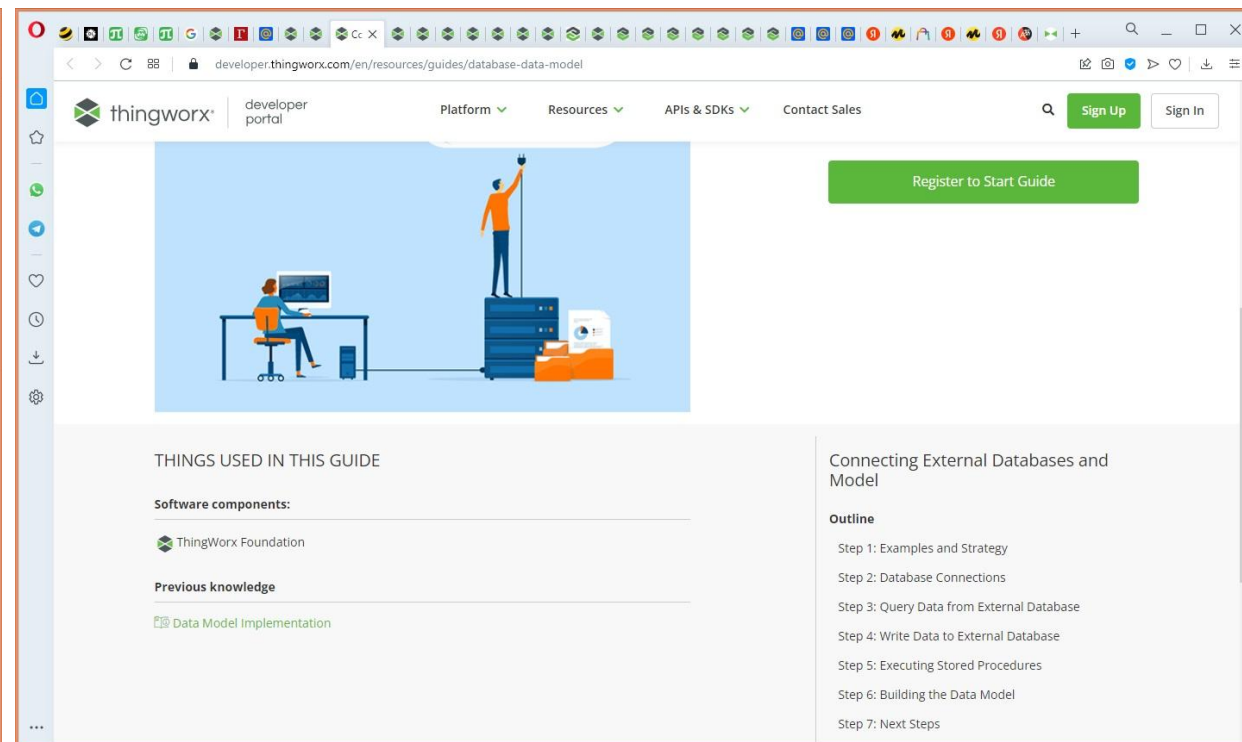 Cc
developer.thingworx.com/en/resources/guides/database-data-model
thingworx
developer
portal
Platform
Resources
APIs & SDKs
Contact Sales
Sign Up
Sign In
Register to Start Guide
THINGS USED IN THIS GUIDE
Software components:
ThingWorx Foundation
Previous knowledge
Data Model Implementation
Connecting External Databases and
Model
Outline
Step 1: Examples and Strategy
Step 2: Database Connections
Step 3: Query Data from External Database
Step 4: Write Data to External Database
Step 5: Executing Stored Procedures
Step 6: Building the Data Model
Step 7: Next Steps